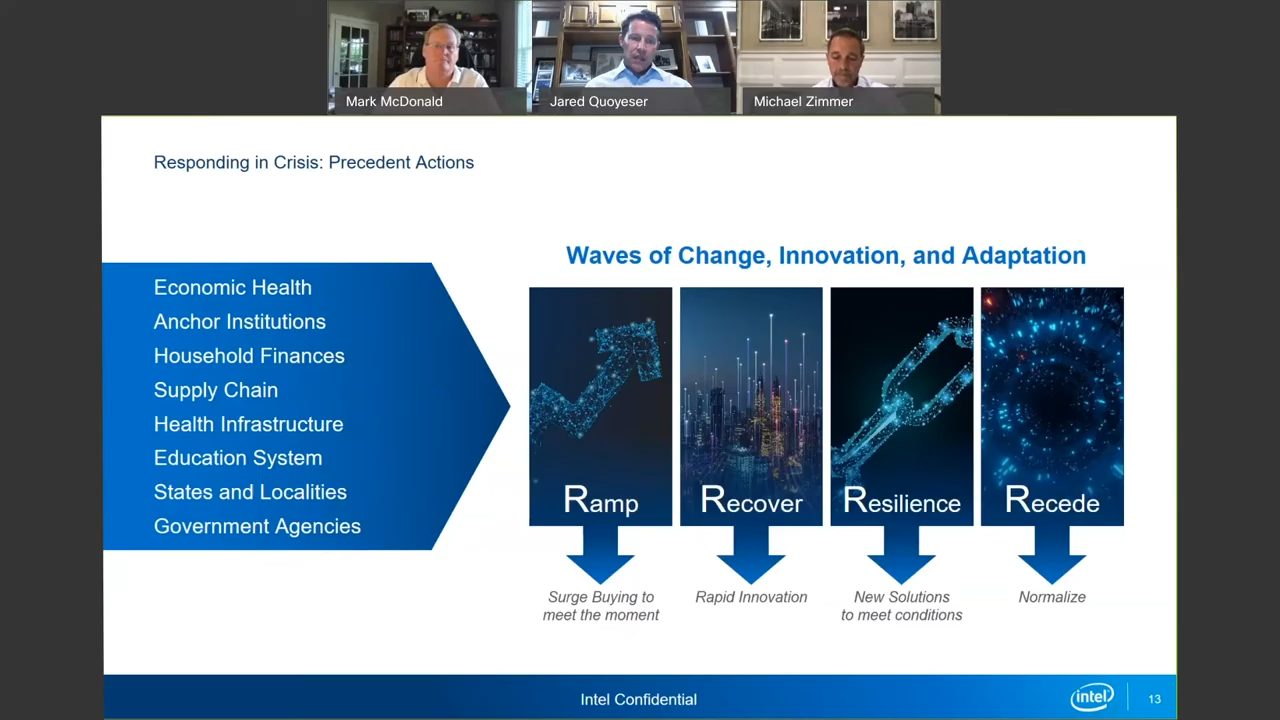 Mark McDonald
Jared Quoyeser
Michael Zimmer
Responding in Crisis: Precedent Actions
Waves of Change, Innovation, and Adaptation
Economic Health
Anchor Institutions
Household Finances
Supply Chain
Health Infrastructure
Education System
States and Localities
Government Agencies
Ramp
Recover
Resilience
Recede
Surge Buying to
meet the moment
Rapid Innovation
New Solutions
to meet conditions
Normalize
Intel Confidential
intel
13